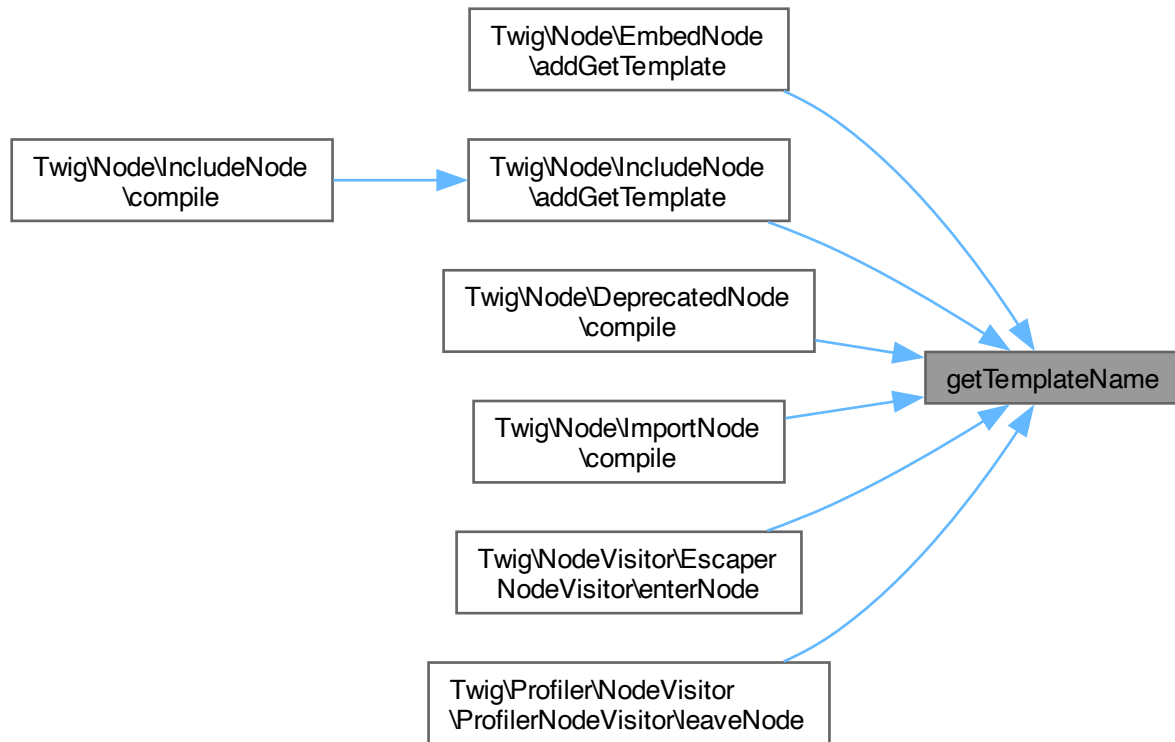 Twig\Node\EmbedNode
\addGetTemplate
Twig\Node\IncludeNode
\compile
Twig\Node\IncludeNode
\addGetTemplate
Twig\Node\DeprecatedNode
\compile
getTemplateName
Twig\Node\ImportNode
\compile
Twig\NodeVisitor\Escaper
NodeVisitor\enterNode
Twig\Profiler\NodeVisitor
\ProfilerNodeVisitor\leaveNode